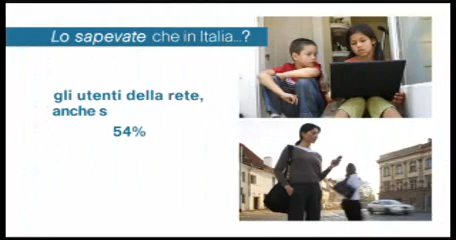 Lo sapevate che in Italia...?
gli utenti della rete,
anche s
54%